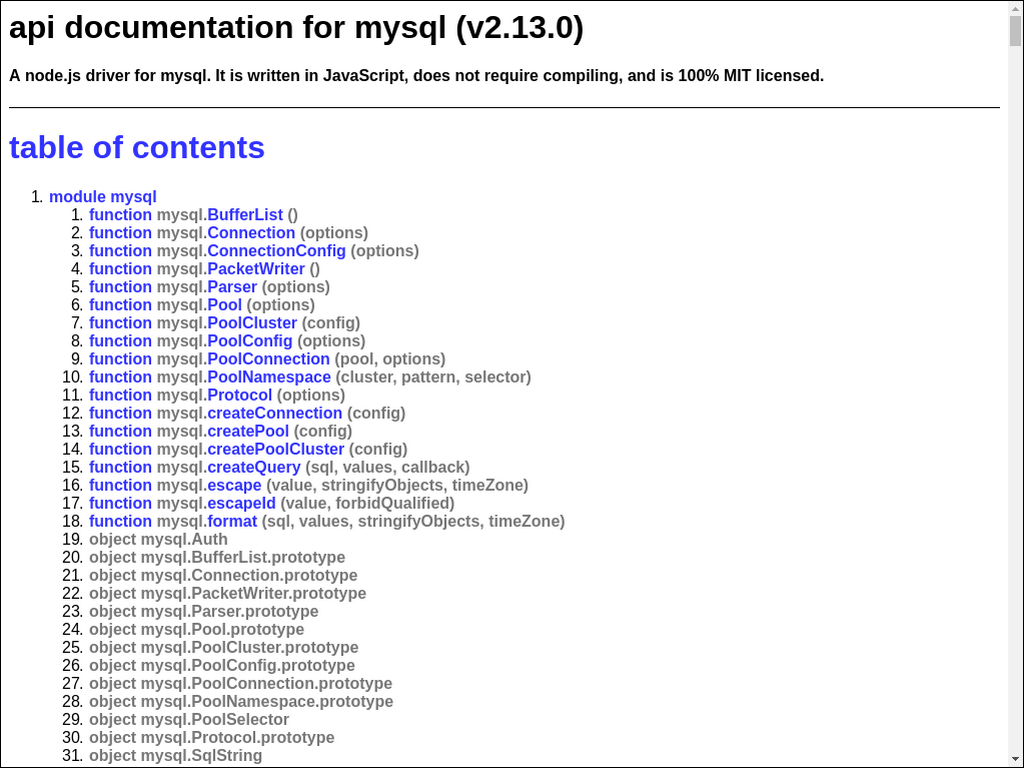 api documentation for mysql (v2.13.0)
A node.js driver for mysql. It is written in JavaScript, does not require compiling, and is 100% MIT licensed.
table of contents
1. module mysql
1. function mysql.BufferList ()
2. function mysql.Connection (options)
3. function mysql.ConnectionConfig (options)
4. function mysql.PacketWriter ()
5. function mysql.Parser (options)
6. function mysql.Pool (options)
7. function mysql.PoolCluster (config)
8. function mysql.PoolConfig (options)
9. function mysql.PoolConnection (pool, options)
10. function mysql.PoolNamespace (cluster, pattern, selector)
11. function mysql.Protocol (options)
12. function mysql.createConnection (config)
13. function mysql.createPool (config)
14. function mysql.createPoolCluster (config)
15. function mysql.createQuery (sql, values, callback)
16. function mysql.escape (value, stringifyObjects, timeZone)
17. function mysql.escapeId (value, forbidQualified)
18. function mysql.format (sql, values, stringifyObjects, timeZone)
19. object mysql.Auth
20. object mysql.BufferList.prototype
21. object mysql.Connection.prototype
22. object mysql.PacketWriter.prototype
23. object mysql.Parser.prototype
24. object mysql.Pool.prototype
25. object mysql.PoolCluster.prototype
26. object mysql.PoolConfig.prototype
27. object mysql.PoolConnection.prototype
28. object mysql.PoolNamespace.prototype
29. object mysql.PoolSelector
30. object mysql.Protocol.prototype
31. object mysql.SqlString